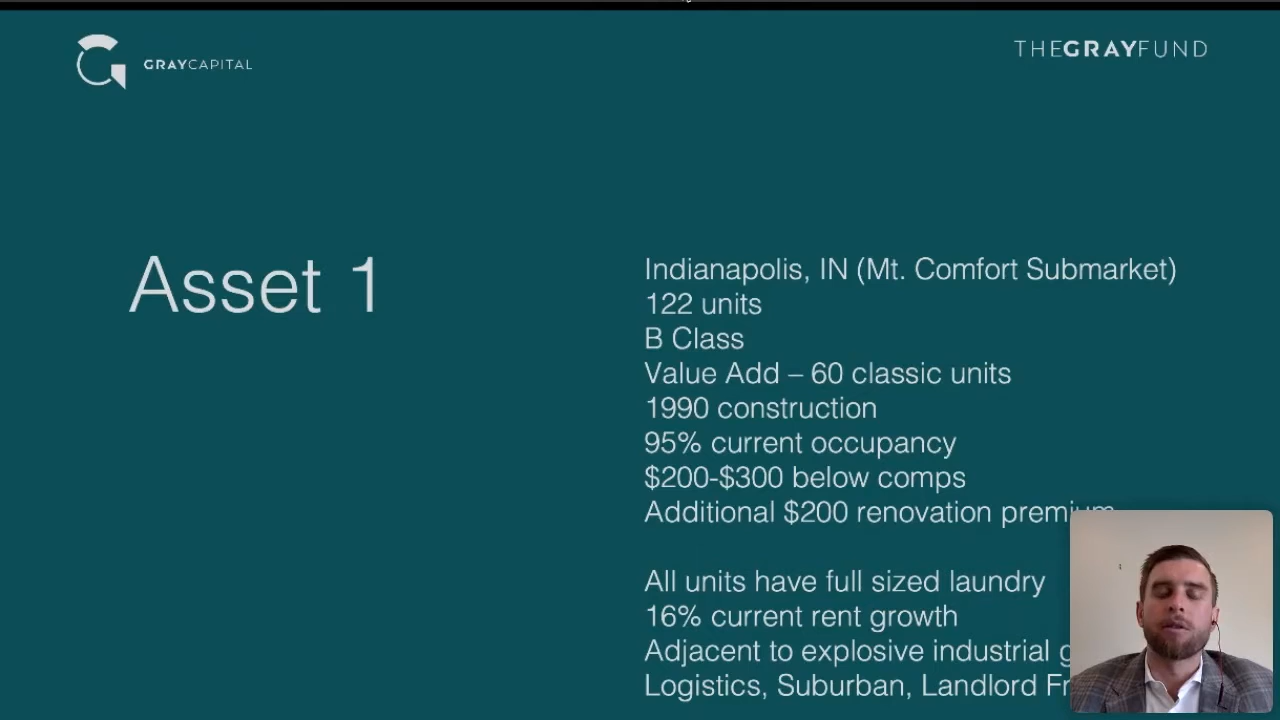 GRAYCAPITAL
THEGRAYFUND
Asset 1
Indianapolis, IN (Mt. Comfort Submarket)
122 units
B Class
Value Add – 60 classic units
1990 construction
95% current occupancy
$200-$300 below comps
Additional $200 renovation premium
All units have full sized laundry
16% current rent growth
Adjacent to explosive industrial
Logistics, Suburban, Landlord